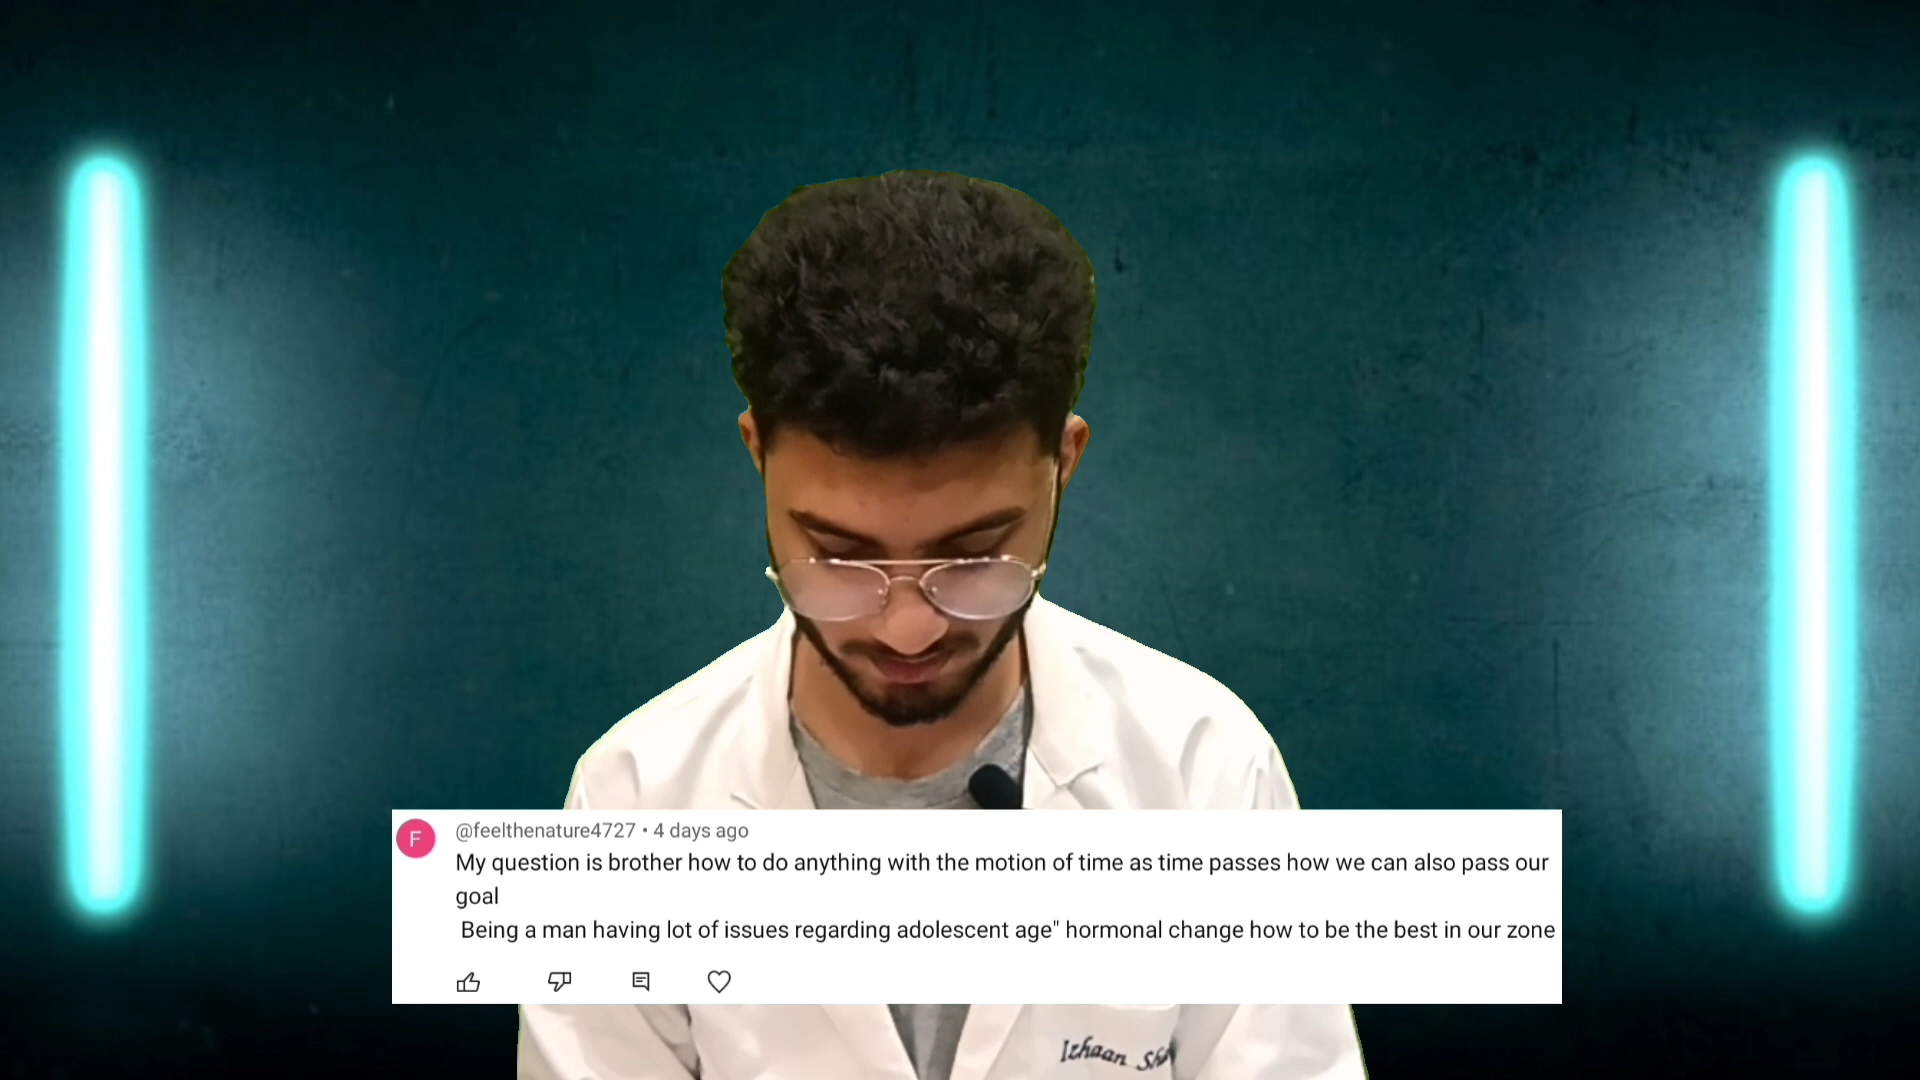 F
@feelthenature4727 • 4 days ago
My question is brother how to do anything with the motion of time as time passes how we can also pass our
goal
Being a man having lot of issues regarding adolescent age" hormonal change how to be the best in our zone
Izhaan